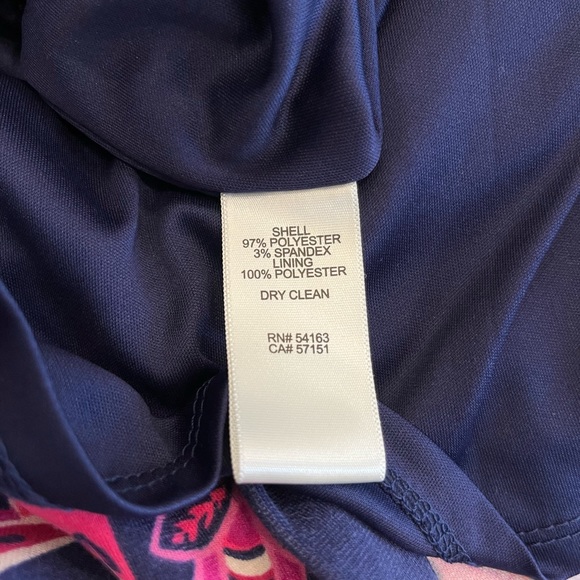 SHELL
97% POLYESTER
3% SPANDEX
LINING
100% POLYESTER
DRY CLEAN
RN# 54163
CA# 57151